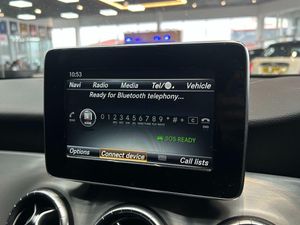 10:53
Navi Radio Media Tel/ Vehicle
Ready for Bluetooth telephony...
0 1 2 3 4 5 6 7 8 9 * # + C
SOS READY
Options Connect device Call lists